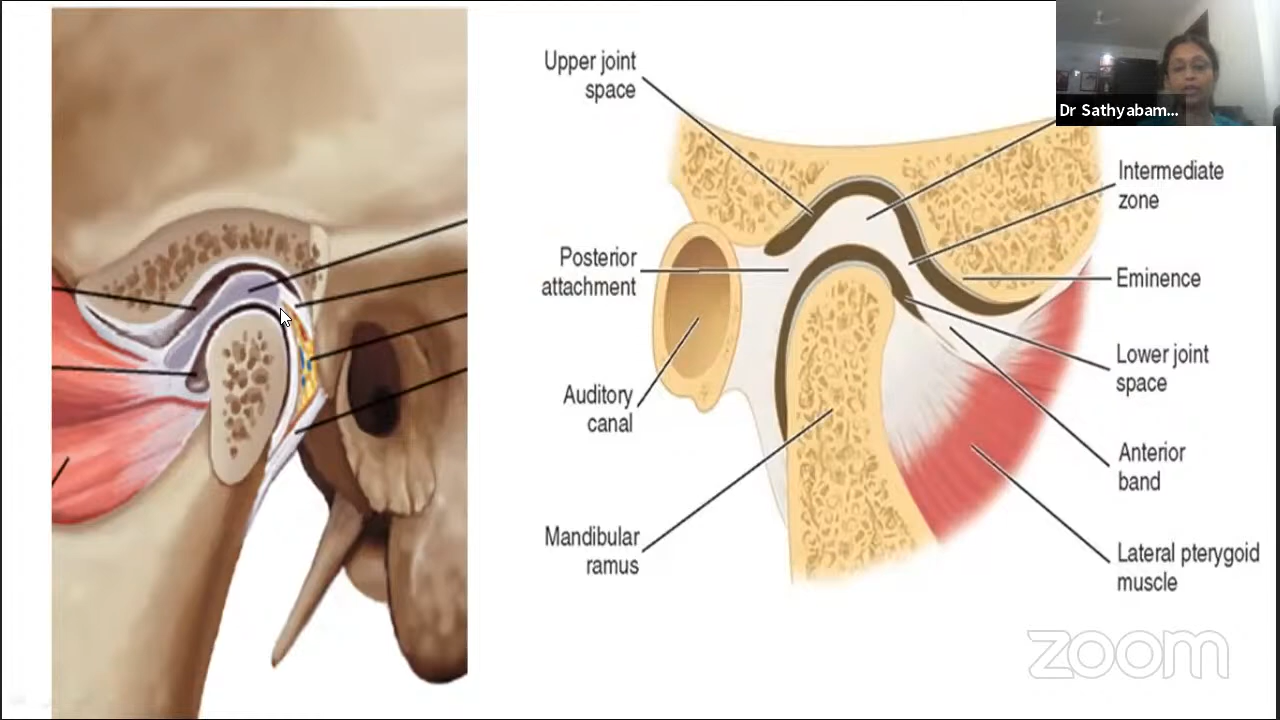 Upper joint
space
Dr Sathyabam...
Intermediate
zone
Posterior
attachment
Eminence
Lower joint
space
Auditory
canal
Anterior
band
Mandibular
ramus
Lateral pterygoid
muscle
zoom